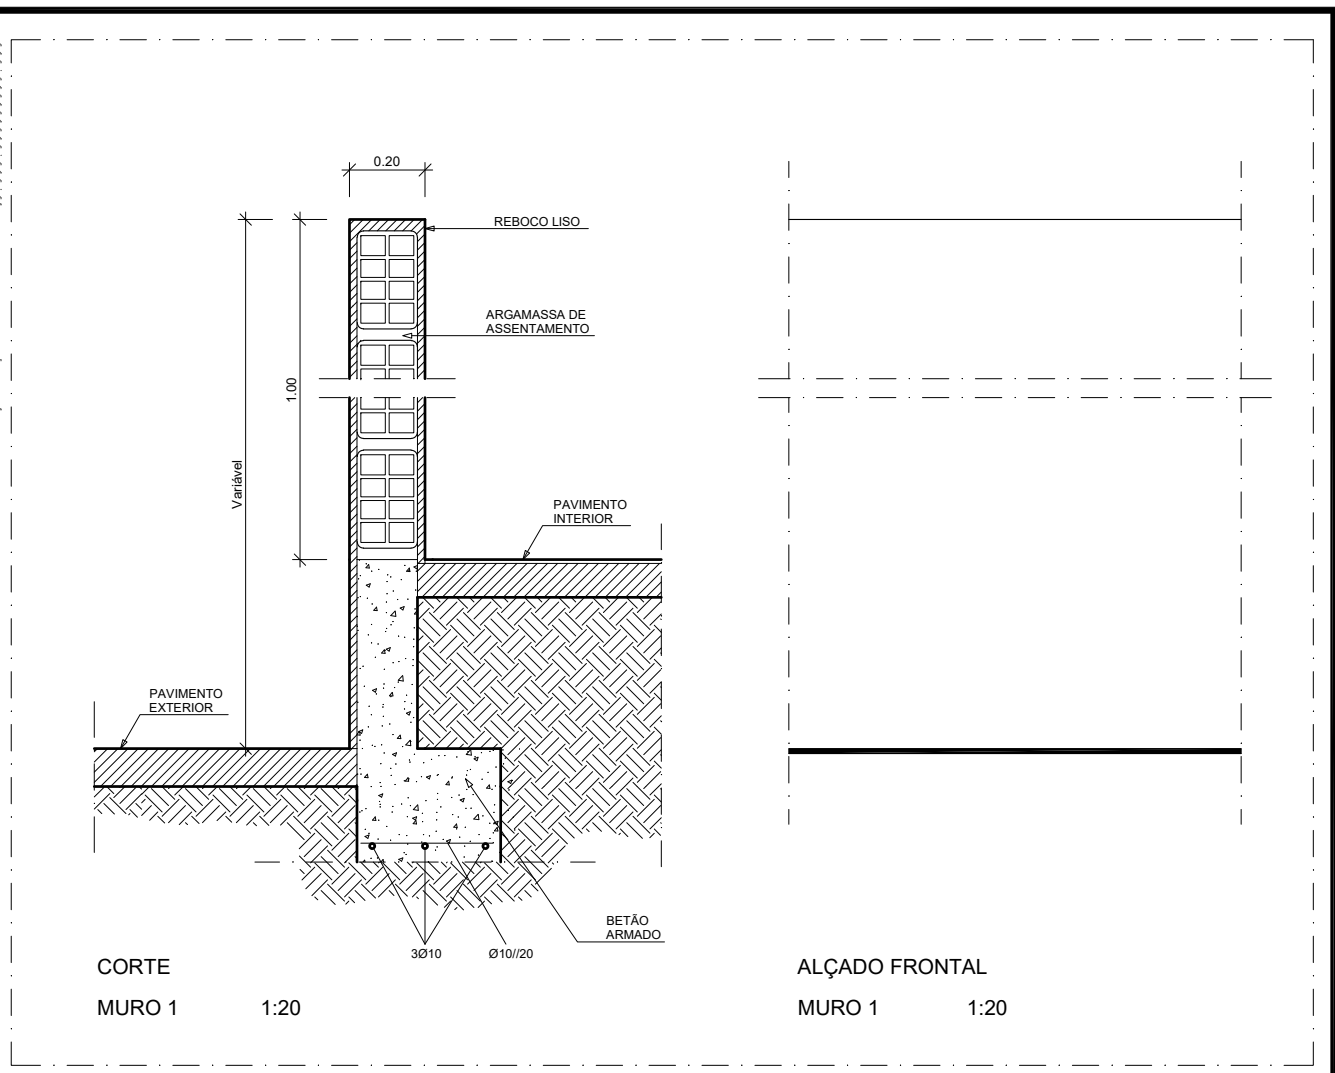 0.20
REBOCO LISO
ARGAMASSA DE
ASSENTAMENTO
1.00
Variável
PAVIMENTO
INTERIOR
PAVIMENTO
EXTERIOR
BETÃO
ARMADO
3Ø10
Ø10//20
CORTE
MURO 1 1:20
ALÇADO FRONTAL
MURO 1 1:20